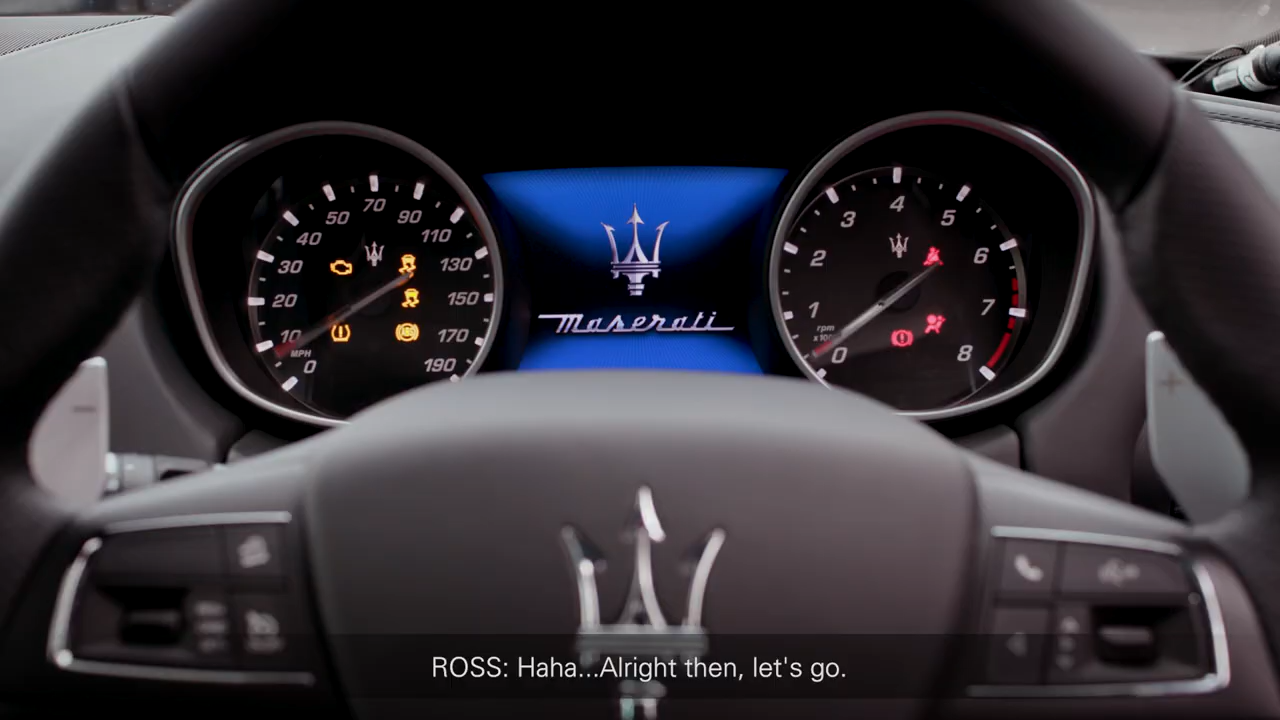 50 70 90
40 110
30 130
20 150
10 170
MPH
0 190
Maserati
3 4 5
2 6
1 7
rpm
0 8
ROSS: Haha...Alright then, let's go.